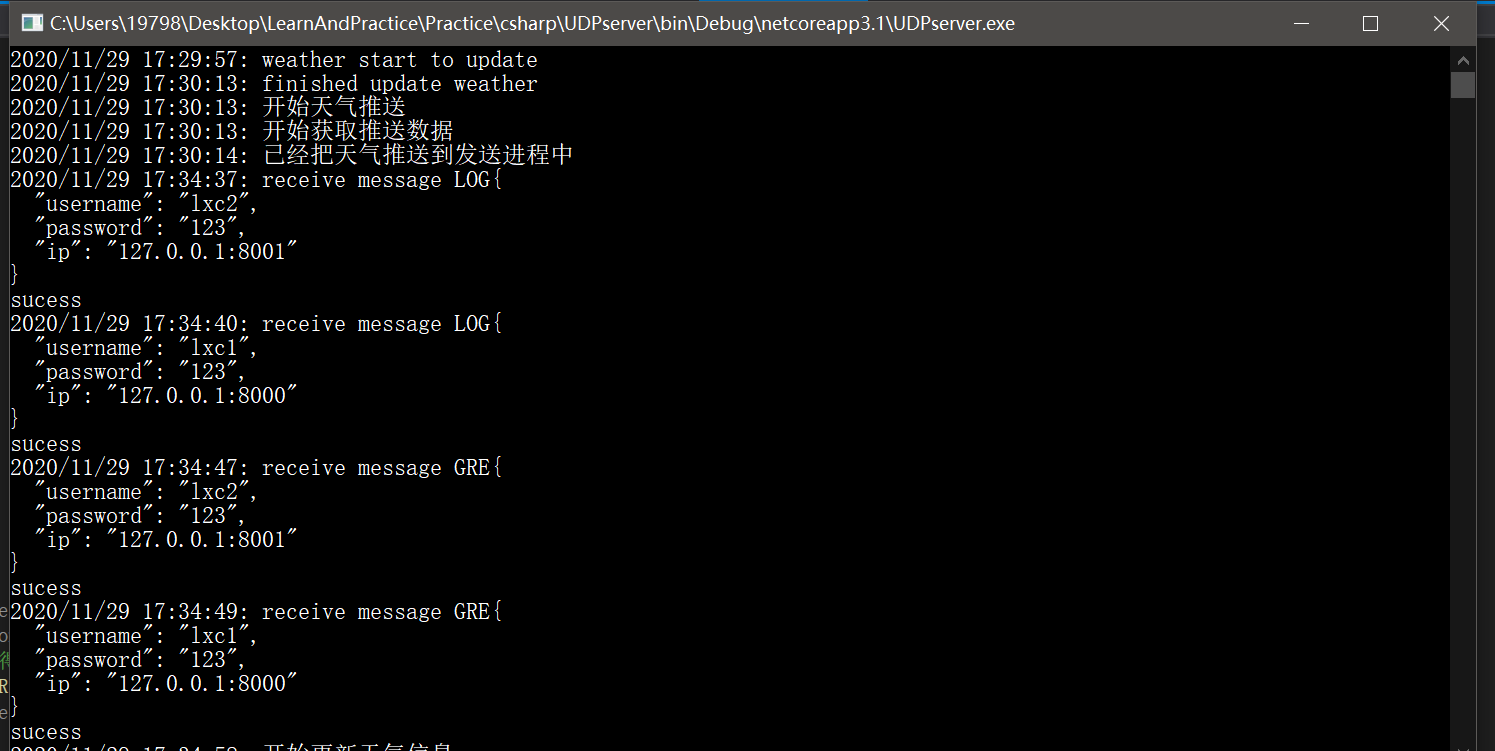 C:\Users\19798\Desktop\LearnAndPractice\Practice\csharp\UDPserver\bin\Debug\netcoreapp3.1\UDPserver.exe
2020/11/29 17:29:57: weather start to update
2020/11/29 17:30:13: finished update weather
2020/11/29 17:30:13: 开始天气推送
2020/11/29 17:30:13: 开始获取推送数据
2020/11/29 17:30:14: 已经把天气推送到发送进程中
2020/11/29 17:34:37: receive message LOG{
  "username": "lxc2",
  "password": "123",
  "ip": "127.0.0.1:8001"
}
sucess
2020/11/29 17:34:40: receive message LOG{
  "username": "lxc1",
  "password": "123",
  "ip": "127.0.0.1:8000"
}
sucess
2020/11/29 17:34:47: receive message GRE{
  "username": "lxc2",
  "password": "123",
  "ip": "127.0.0.1:8001"
}
sucess
2020/11/29 17:34:49: receive message GRE{
  "username": "lxc1",
  "password": "123",
  "ip": "127.0.0.1:8000"
}
sucess